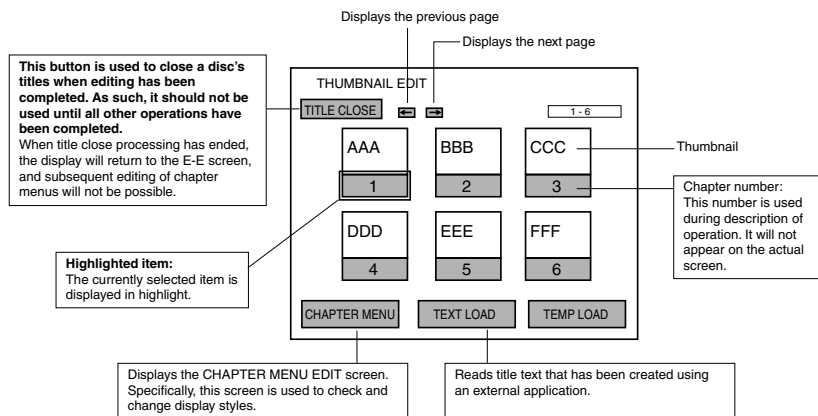 Displays the previous page
Displays the next page
This button is used to close a disc's
titles when editing has been
completed. As such, it should not be
used until all other operations have
been completed.
When title close processing has ended,
the display will return to the E-E screen,
and subsequent editing of chapter
menus will not be possible.
THUMBNAIL EDIT
TITLE CLOSE
1 - 6
AAA
BBB
CCC
1
2
3
Thumbnail
Chapter number:
This number is used
during description of
operation. It will not
appear on the actual
screen.
DDD
EEE
FFF
4
5
6
Highlighted item:
The currently selected item is
displayed in highlight.
CHAPTER MENU
TEXT LOAD
TEMP LOAD
Displays the CHAPTER MENU EDIT screen.
Specifically, this screen is used to check and
change display styles.
Reads title text that has been created using
an external application.